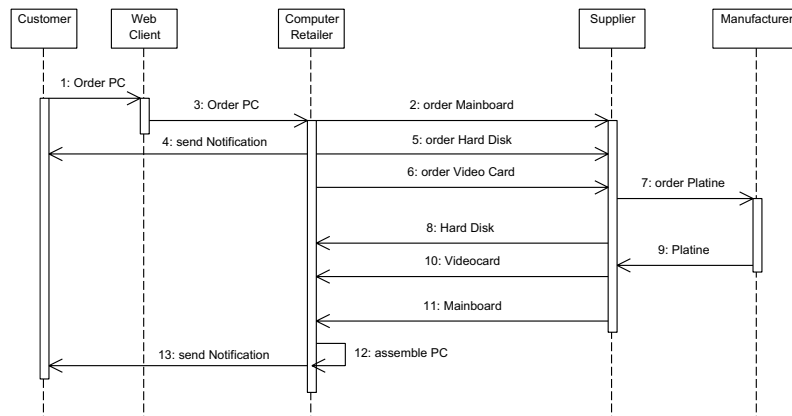 Customer
Web
Client
Computer
Retailer
Supplier
Manufacturer
1: Order PC
3: Order PC
2: order Mainboard
4: send Notification
5: order Hard Disk
6: order Video Card
7: order Platine
8: Hard Disk
9: Platine
10: Videocard
11: Mainboard
12: assemble PC
13: send Notification